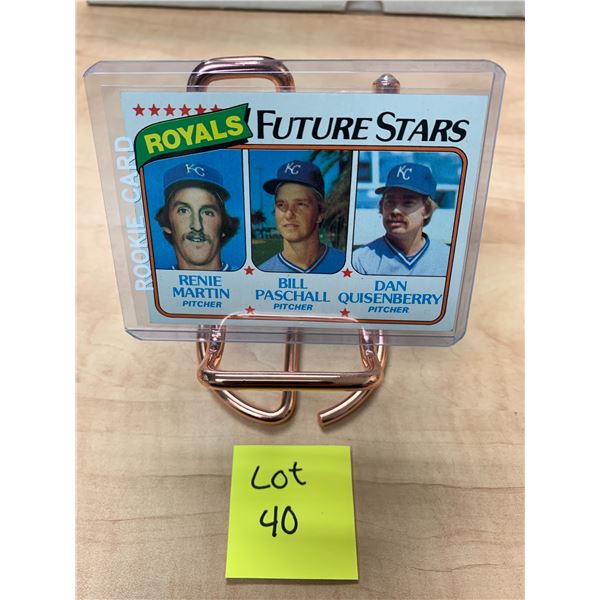 ROYALS FUTURE STARS
ROOKIE CARD
KC KC KC
RENIE MARTIN
PITCHER
BILL PASCHALL
PITCHER
DAN QUISENBERRY
PITCHER
Lot
40